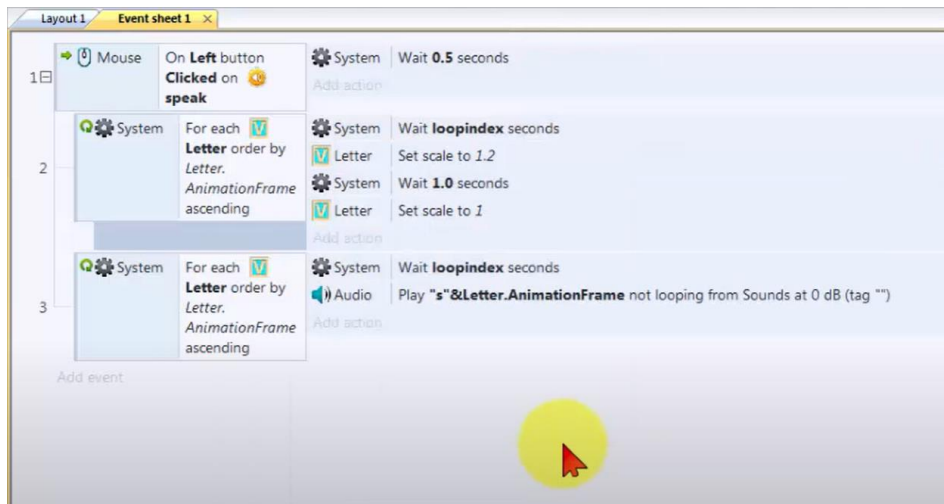 Layout 1 Event sheet 1
1 Mouse On Left button System Wait 0.5 seconds
Clicked on Add action
speak
System For each V System Wait loopindex seconds
Letter order by V Letter Set scale to 1.2
2 Letter. System Wait 1.0 seconds
AnimationFrame V Letter Set scale to 1
ascending
Add action
System For each V System Wait loopindex seconds
Letter order by Audio Play "s"&Letter.AnimationFrame not looping from Sounds at 0 dB (tag "")
3 Letter. Add action
AnimationFrame
ascending
Add event